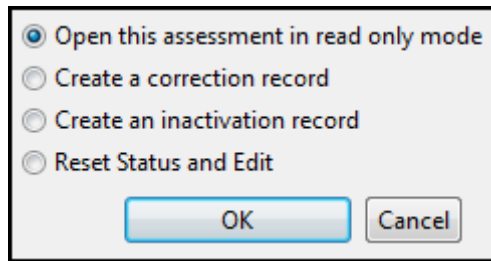 Open this assessment in read only mode
Create a correction record
Create an inactivation record
Reset Status and Edit
OK Cancel